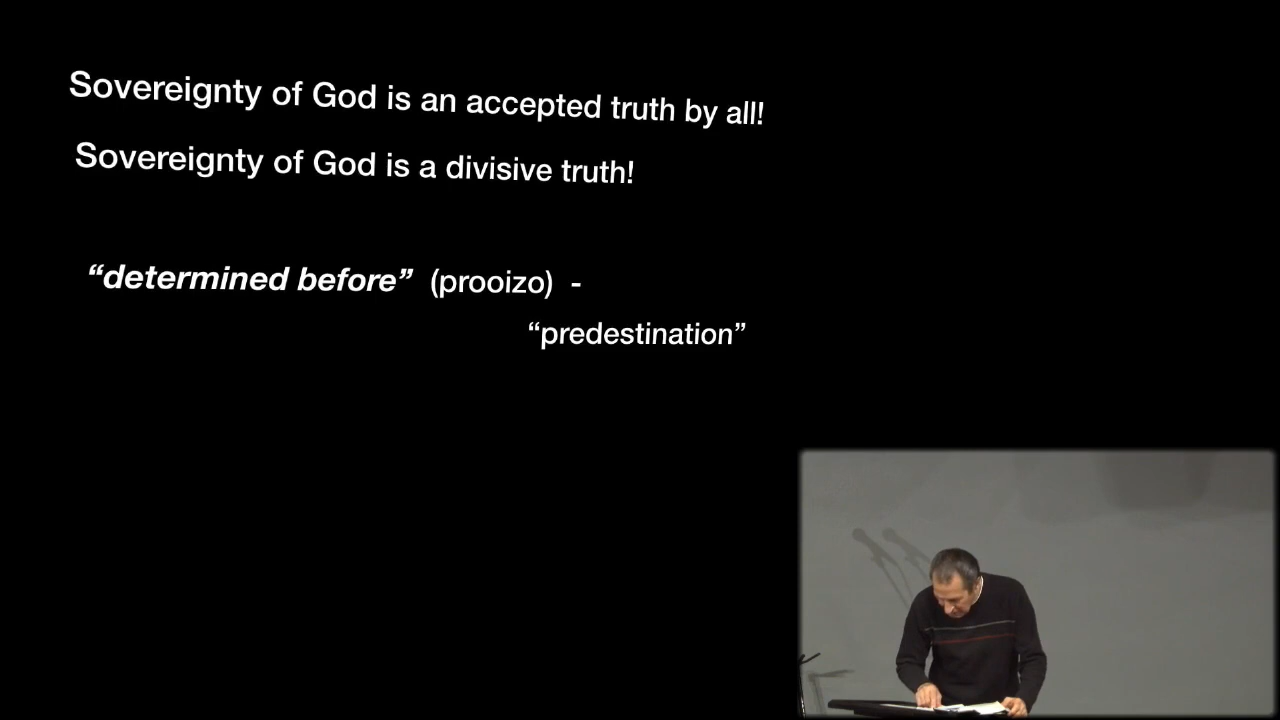 Sovereignty of God is an accepted truth by all!
Sovereignty of God is a divisive truth!
“determined before” (prooizo) -
“predestination”